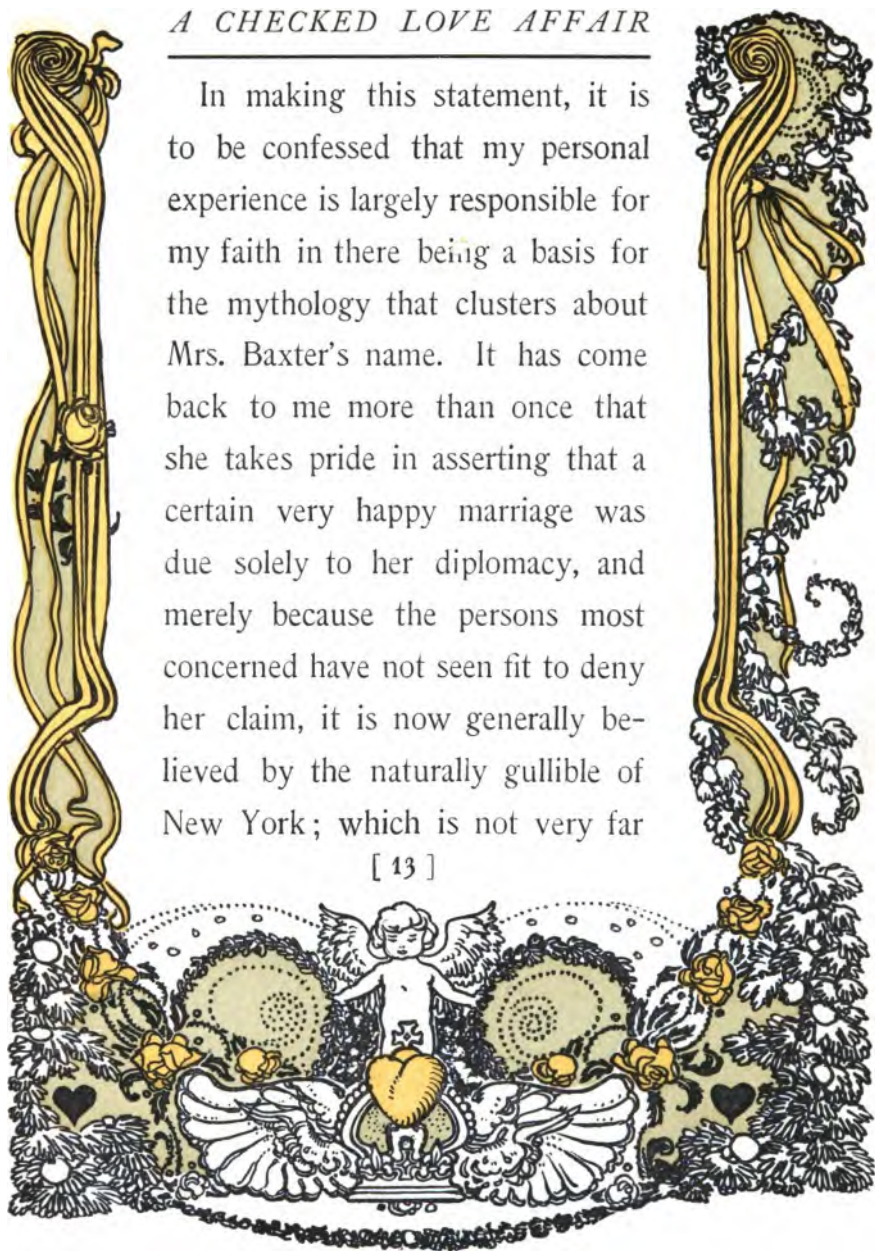 A CHECKED LOVE AFFAIR
In making this statement, it is
to be confessed that my personal
experience is largely responsible for
my faith in there being a basis for
the mythology that clusters about
Mrs. Baxter's name. It has come
back to me more than once that
she takes pride in asserting that a
certain very happy marriage was
due solely to her diplomacy, and
merely because the persons most
concerned have not seen fit to deny
her claim, it is now generally be-
lieved by the naturally gullible of
New York; which is not very far
[ 13 ]